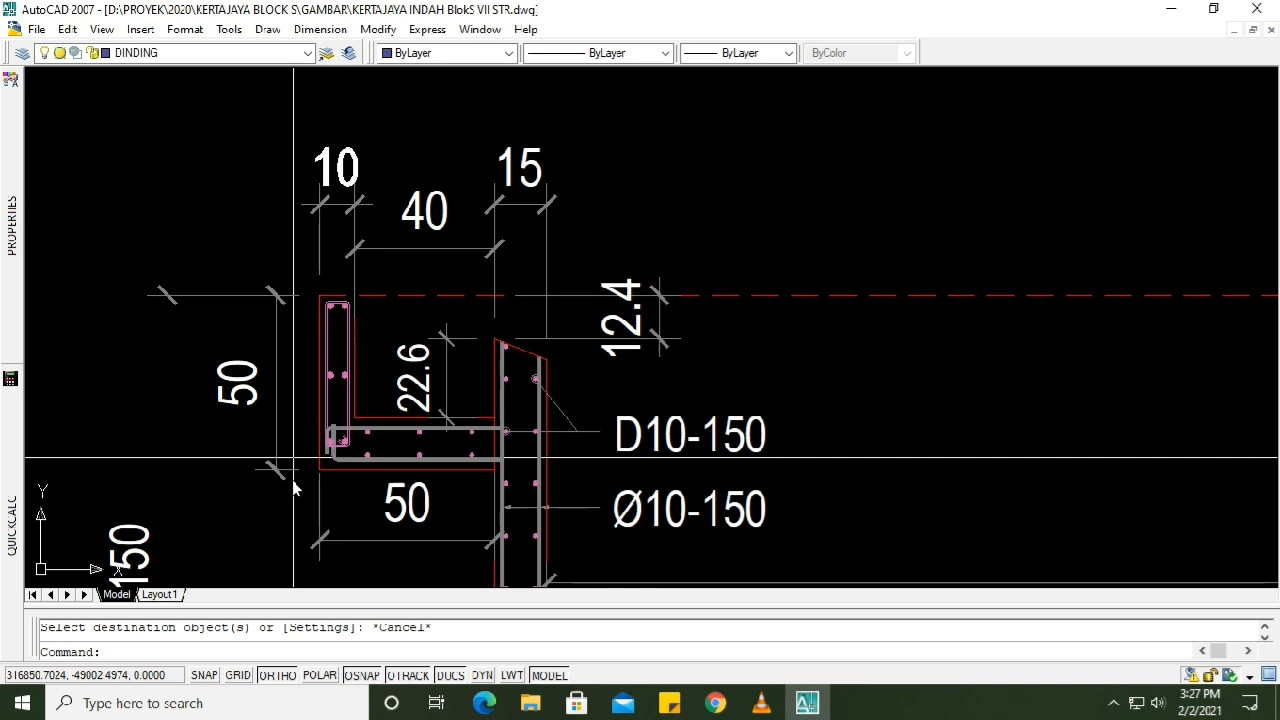 AutoCAD 2007 - [D:\PROYEK\2020\KERTAJAYA BLOCK S\GAMBAR\KERTAJAYA INDAH BlokS VII STR.dwg]
File Edit View Insert Format Tools Draw Dimension Modify Express Window Help
DINDING ByLayer ByLayer ByLayer ByColor
PROPERTIES
QUICKCALC
10
15
40
12.4
22.6
50
D10-150
50
Ø10-150
150
Y
X
Model Layout1
Select destination object(s) or [Settings]: *Cancel*
Command:
316850.7024, -49002.4974, 0.0000 SNAP GRID ORTHO POLAR OSNAP OTRACK DUCS DYN LWT MODEL
Type here to search
3:27 PM
2/2/2021